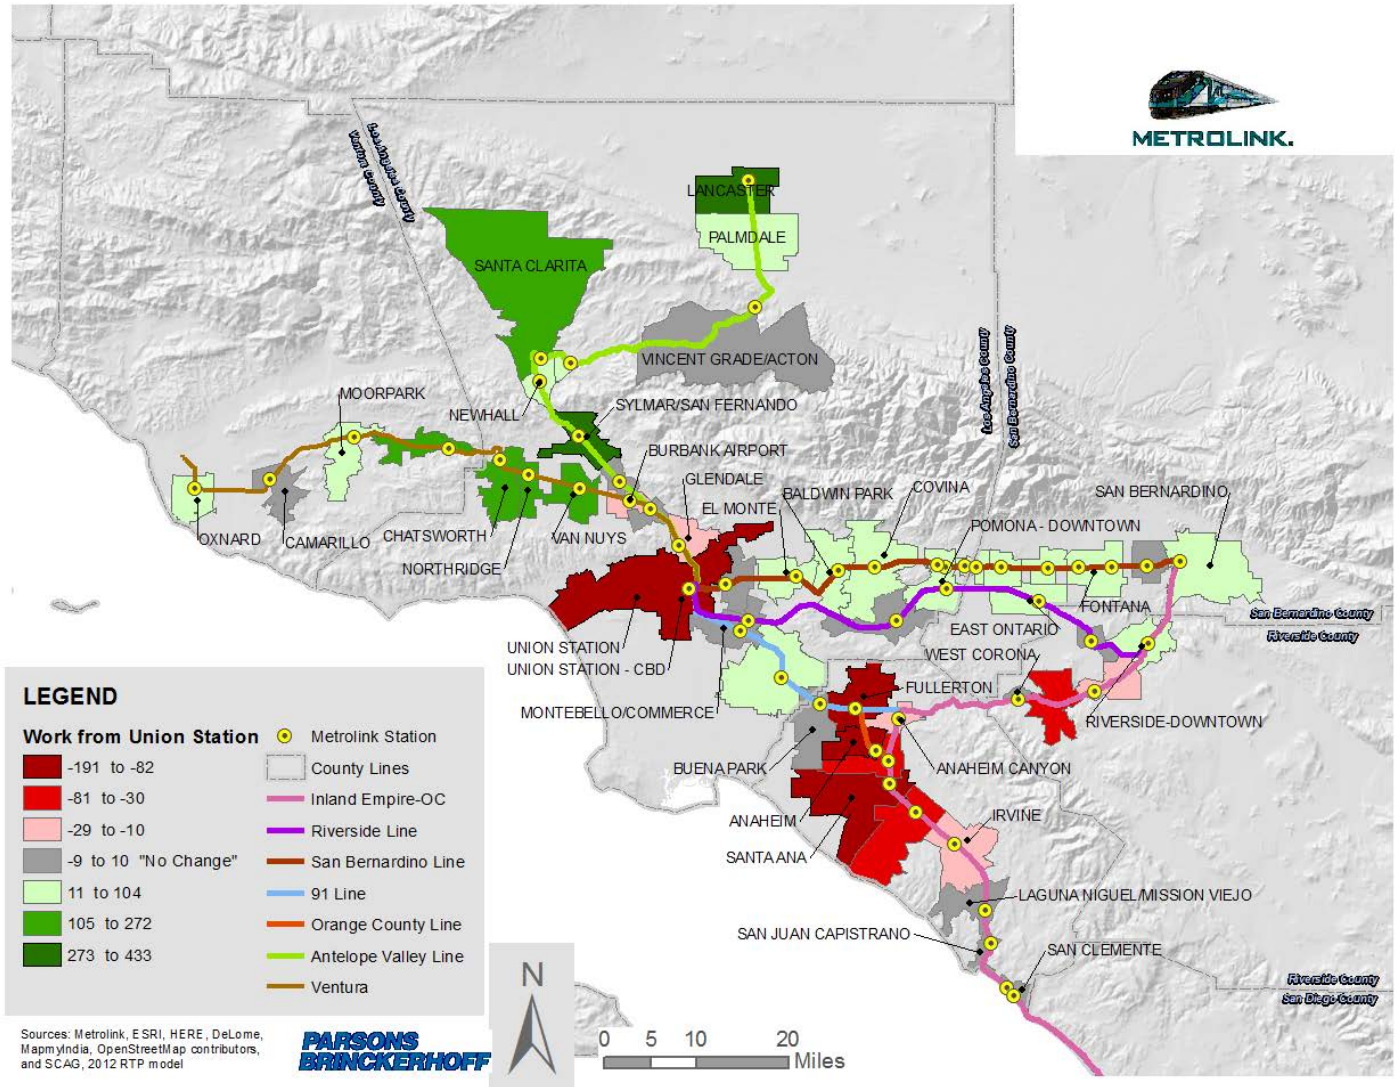 METROLINK.
Los Angeles County
Ventura County
LANCASTER
PALMDALE
SANTA CLARITA
VINCENT GRADE/ACTON
Los Angeles County
San Bernardino County
MOORPARK
NEWHALL
SYLMAR/SAN FERNANDO
BURBANK AIRPORT
GLENDALE
BALDWIN PARK
COVINA
SAN BERNARDINO
EL MONTE
POMONA - DOWNTOWN
OXNARD
CAMARILLO
CHATSWORTH
VAN NUYS
NORTHRIDGE
FONTANA
San Bernardino County
Riverside County
EAST ONTARIO
UNION STATION
WEST CORONA
UNION STATION - CBD
FULLERTON
MONTEBELLO/COMMERCE
RIVERSIDE-DOWNTOWN
BUENA PARK
ANAHEIM CANYON
ANAHEIM
IRVINE
SANTA ANA
LAGUNA NIGUEL/MISSION VIEJO
SAN JUAN CAPISTRANO
SAN CLEMENTE
Riverside County
San Diego County
LEGEND
Work from Union Station
-191 to -82
-81 to -30
-29 to -10
-9 to 10 "No Change"
11 to 104
105 to 272
273 to 433
Metrolink Station
County Lines
Inland Empire-OC
Riverside Line
San Bernardino Line
91 Line
Orange County Line
Antelope Valley Line
Ventura
Sources: Metrolink, ESRI, HERE, DeLorme,
MapmyIndia, OpenStreetMap contributors,
and SCAG, 2012 RTP model
PARSONS
BRINCKERHOFF
N
0 5 10 20
Miles